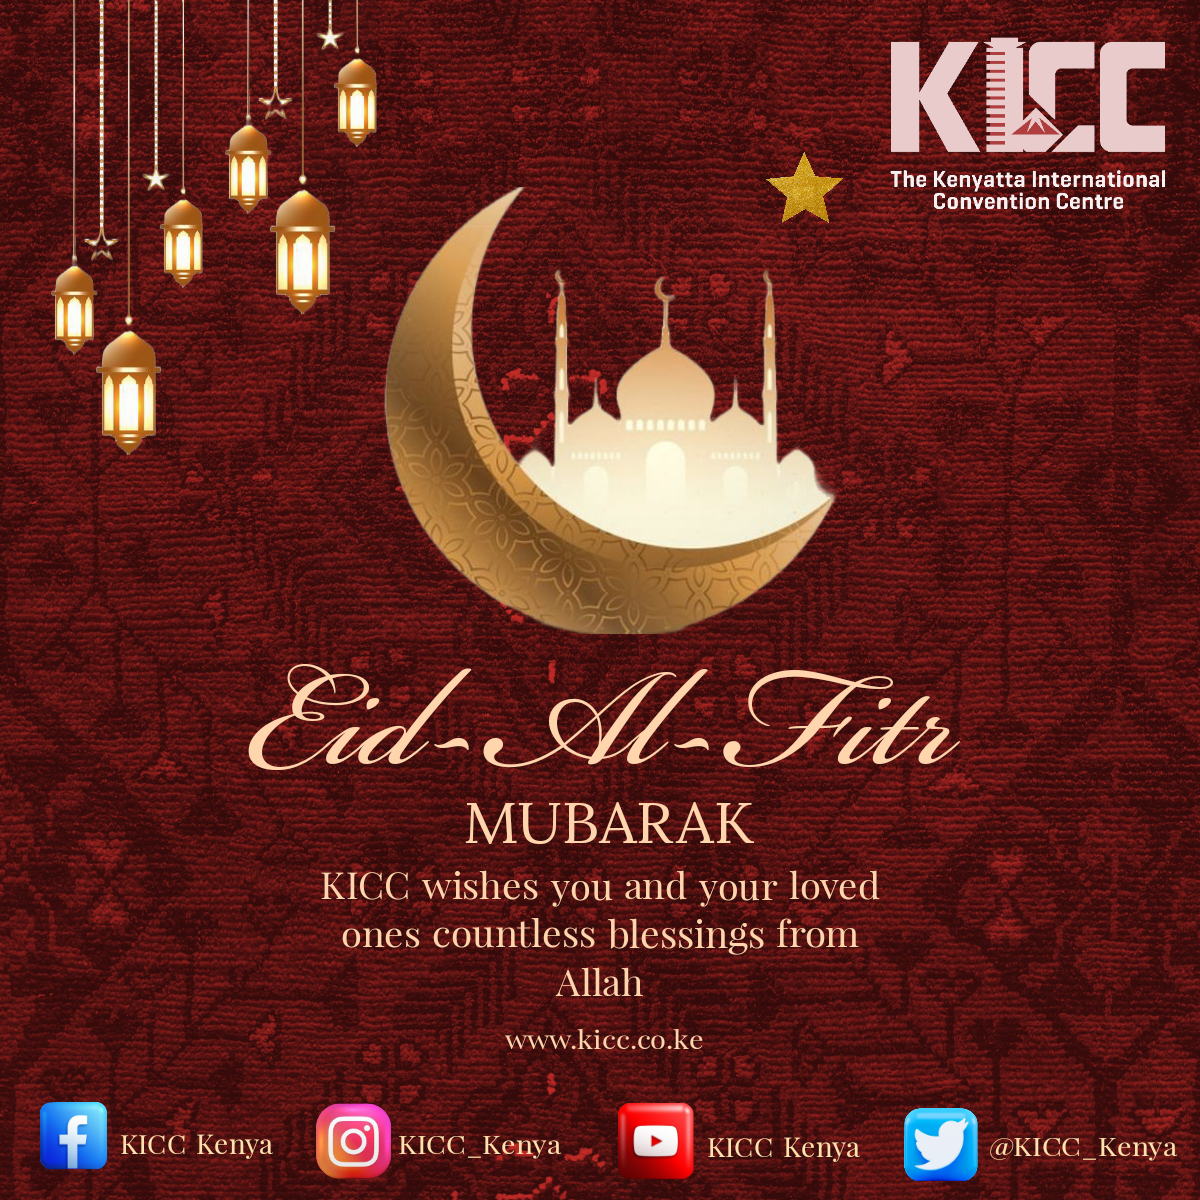 KICC
The Kenyatta International
Convention Centre
Eid-Al-Fitr
MUBARAK
KICC wishes you and your loved
ones countless blessings from
Allah
www.kicc.co.ke
KICC Kenya
KICC_Kenya
KICC Kenya
@KICC_Kenya